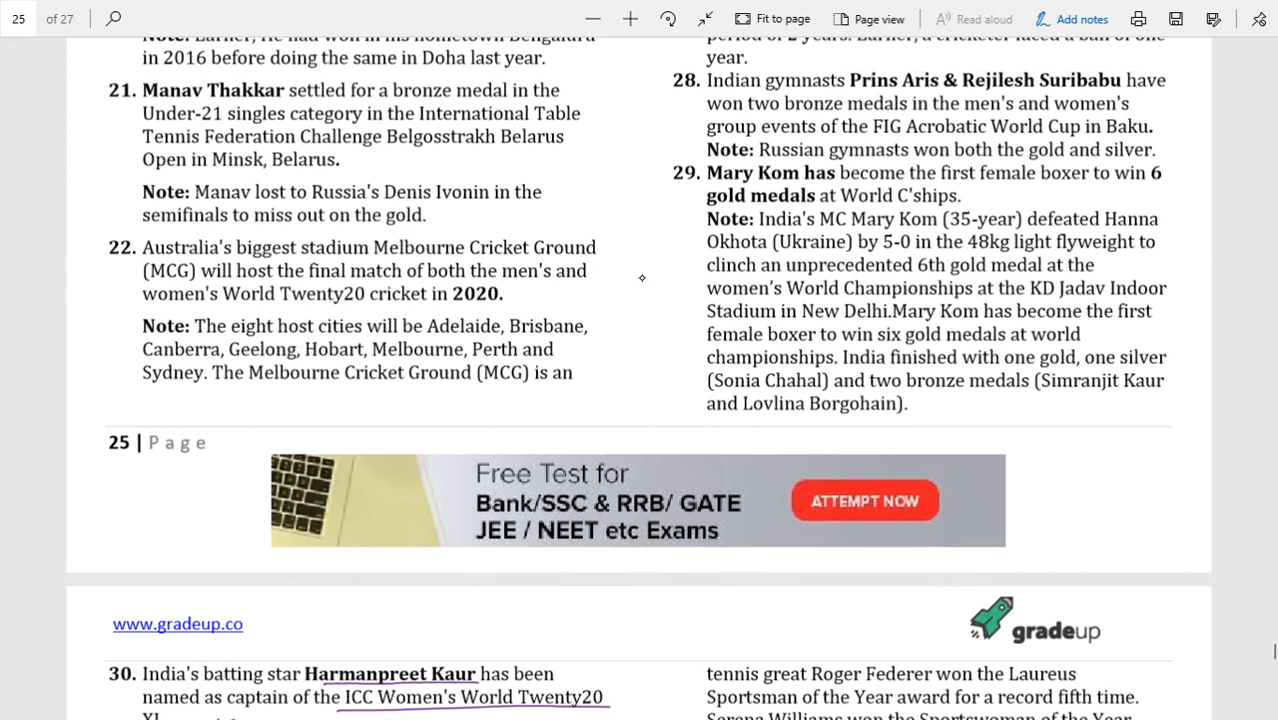 25 of 27
Fit to page
Page view
Read aloud
Add notes
in 2016 before doing the same in Doha last year.
21. Manav Thakkar settled for a bronze medal in the
Under-21 singles category in the International Table
Tennis Federation Challenge Belgosstrakh Belarus
Open in Minsk, Belarus.
Note: Manav lost to Russia's Denis Ivonin in the
semifinals to miss out on the gold.
22. Australia's biggest stadium Melbourne Cricket Ground
(MCG) will host the final match of both the men's and
women's World Twenty20 cricket in 2020.
Note: The eight host cities will be Adelaide, Brisbane,
Canberra, Geelong, Hobart, Melbourne, Perth and
Sydney. The Melbourne Cricket Ground (MCG) is an
year.
28. Indian gymnasts Prins Aris & Rejilesh Suribabu have
won two bronze medals in the men's and women's
group events of the FIG Acrobatic World Cup in Baku.
Note: Russian gymnasts won both the gold and silver.
29. Mary Kom has become the first female boxer to win 6
gold medals at World C'ships.
Note: India's MC Mary Kom (35-year) defeated Hanna
Okhota (Ukraine) by 5-0 in the 48kg light flyweight to
clinch an unprecedented 6th gold medal at the
women’s World Championships at the KD Jadav Indoor
Stadium in New Delhi.Mary Kom has become the first
female boxer to win six gold medals at world
championships. India finished with one gold, one silver
(Sonia Chahal) and two bronze medals (Simranjit Kaur
and Lovlina Borgohain).
25 | Page
Free Test for
Bank/SSC & RRB/ GATE
JEE / NEET etc Exams
ATTEMPT NOW
www.gradeup.co
gradeup
30. India's batting star Harmanpreet Kaur has been
named as captain of the ICC Women's World Twenty20
XI
tennis great Roger Federer won the Laureus
Sportsman of the Year award for a record fifth time.
Serena Williams won the Sportswoman of the Year